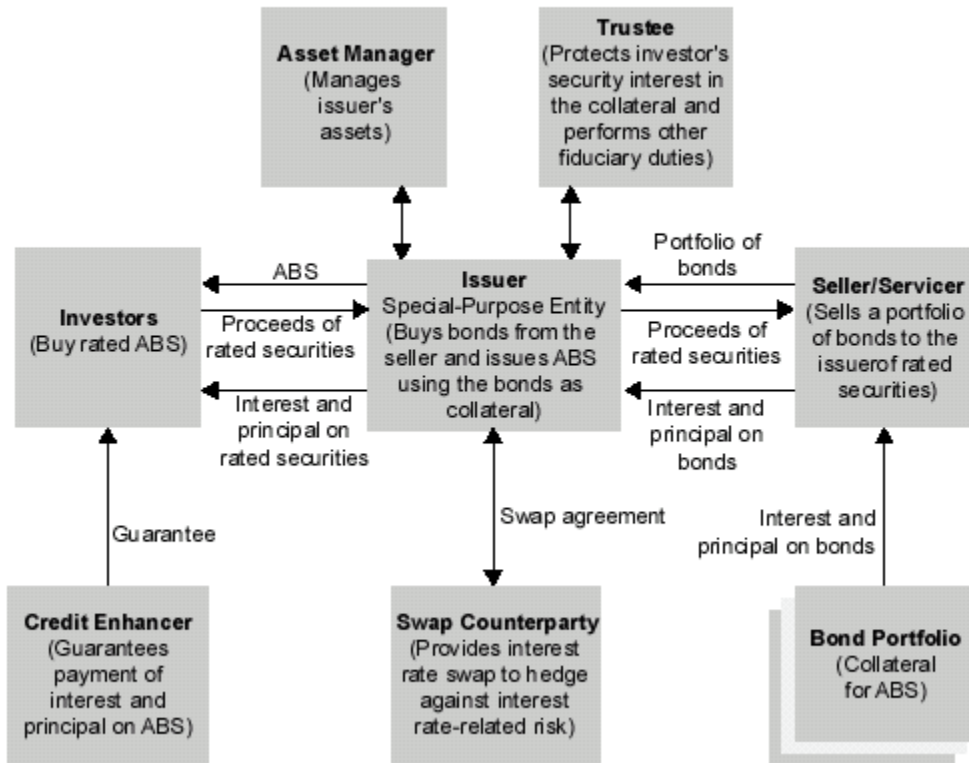 Asset Manager
(Manages
issuer's
assets)
Trustee
(Protects investor's
security interest in
the collateral and
performs other
fiduciary duties)
Investors
(Buy rated ABS)
ABS
Proceeds of
rated securities
Interest and
principal on
rated securities
Issuer
Special-Purpose Entity
(Buys bonds from the
seller and issues ABS
using the bonds as
collateral)
Portfolio of
bonds
Proceeds of
rated securities
Interest and
principal on
bonds
Seller/Servicer
(Sells a portfolio
of bonds to the
issuerof rated
securities)
Guarantee
Swap agreement
Interest and
principal on bonds
Credit Enhancer
(Guarantees
payment of
interest and
principal on ABS)
Swap Counterparty
(Provides interest
rate swap to hedge
against interest
rate-related risk)
Bond Portfolio
(Collateral
for ABS)